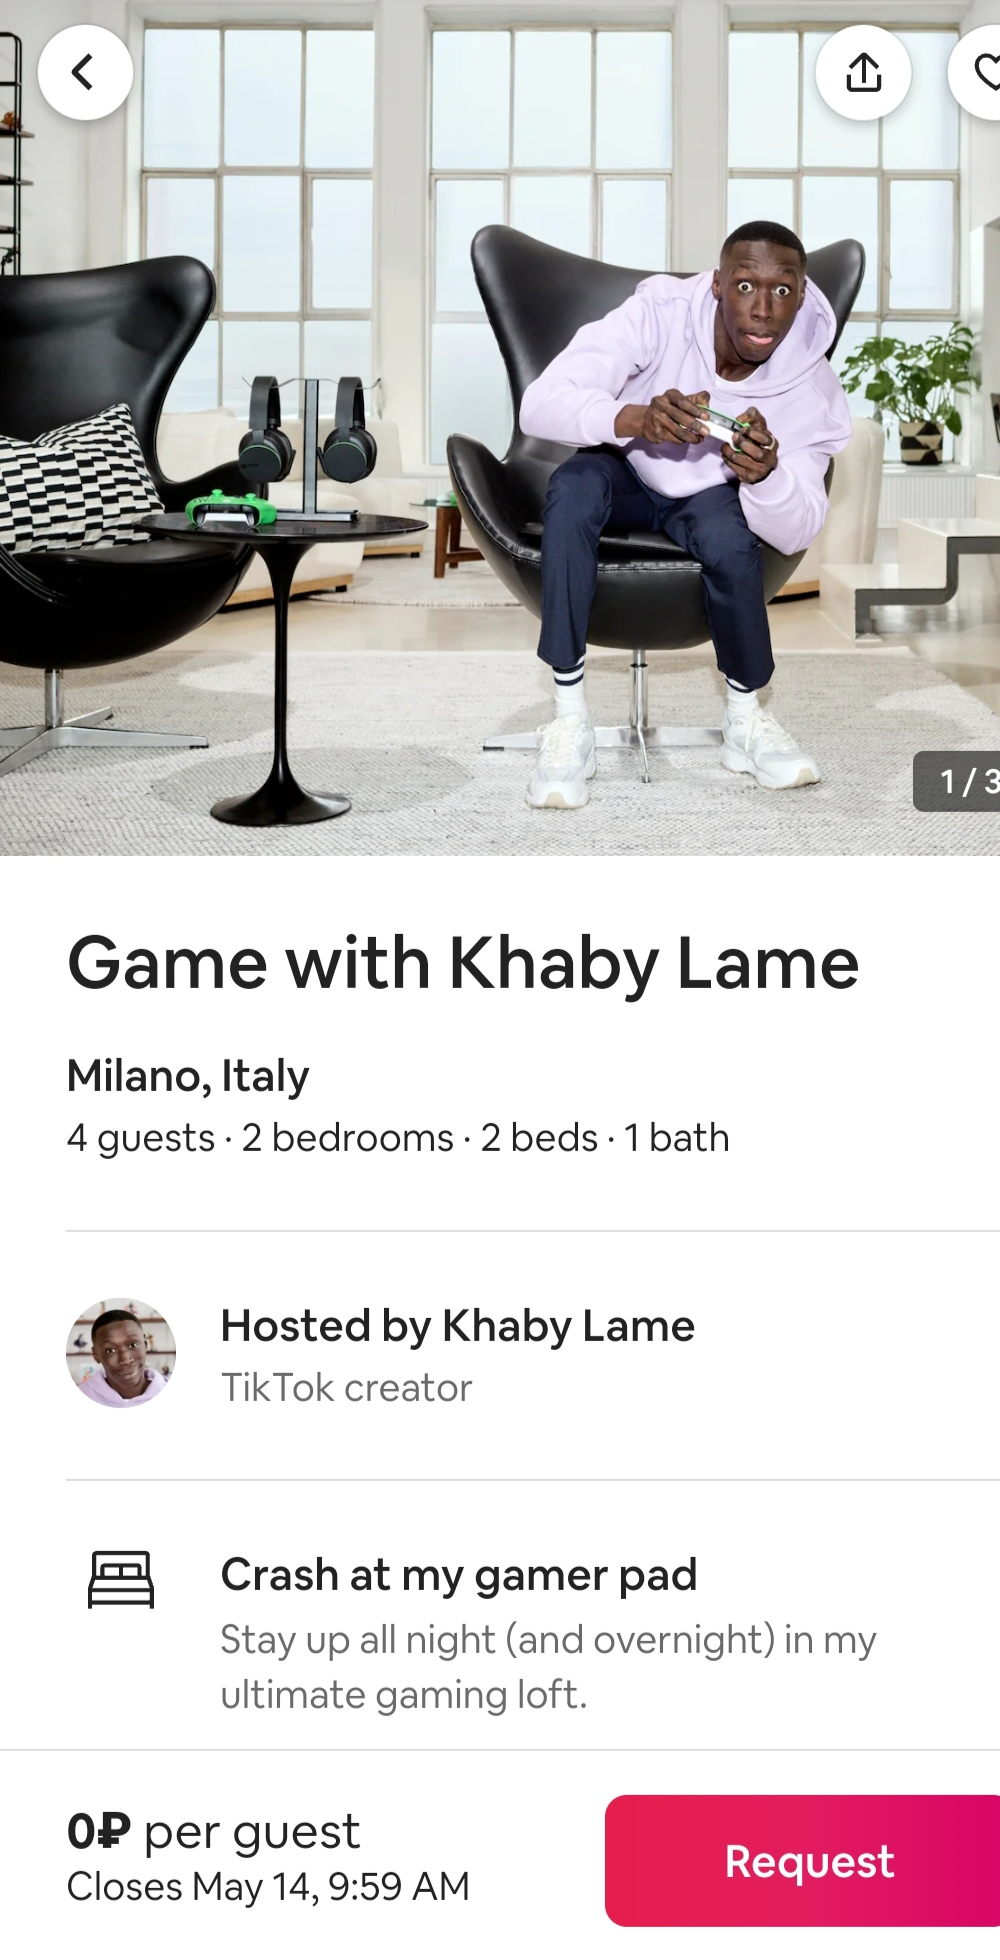 1 / 3
Game with Khaby Lame
Milano, Italy
4 guests · 2 bedrooms · 2 beds · 1 bath
Hosted by Khaby Lame
TikTok creator
Crash at my gamer pad
Stay up all night (and overnight) in my
ultimate gaming loft.
0₽ per guest
Closes May 14, 9:59 AM
Request